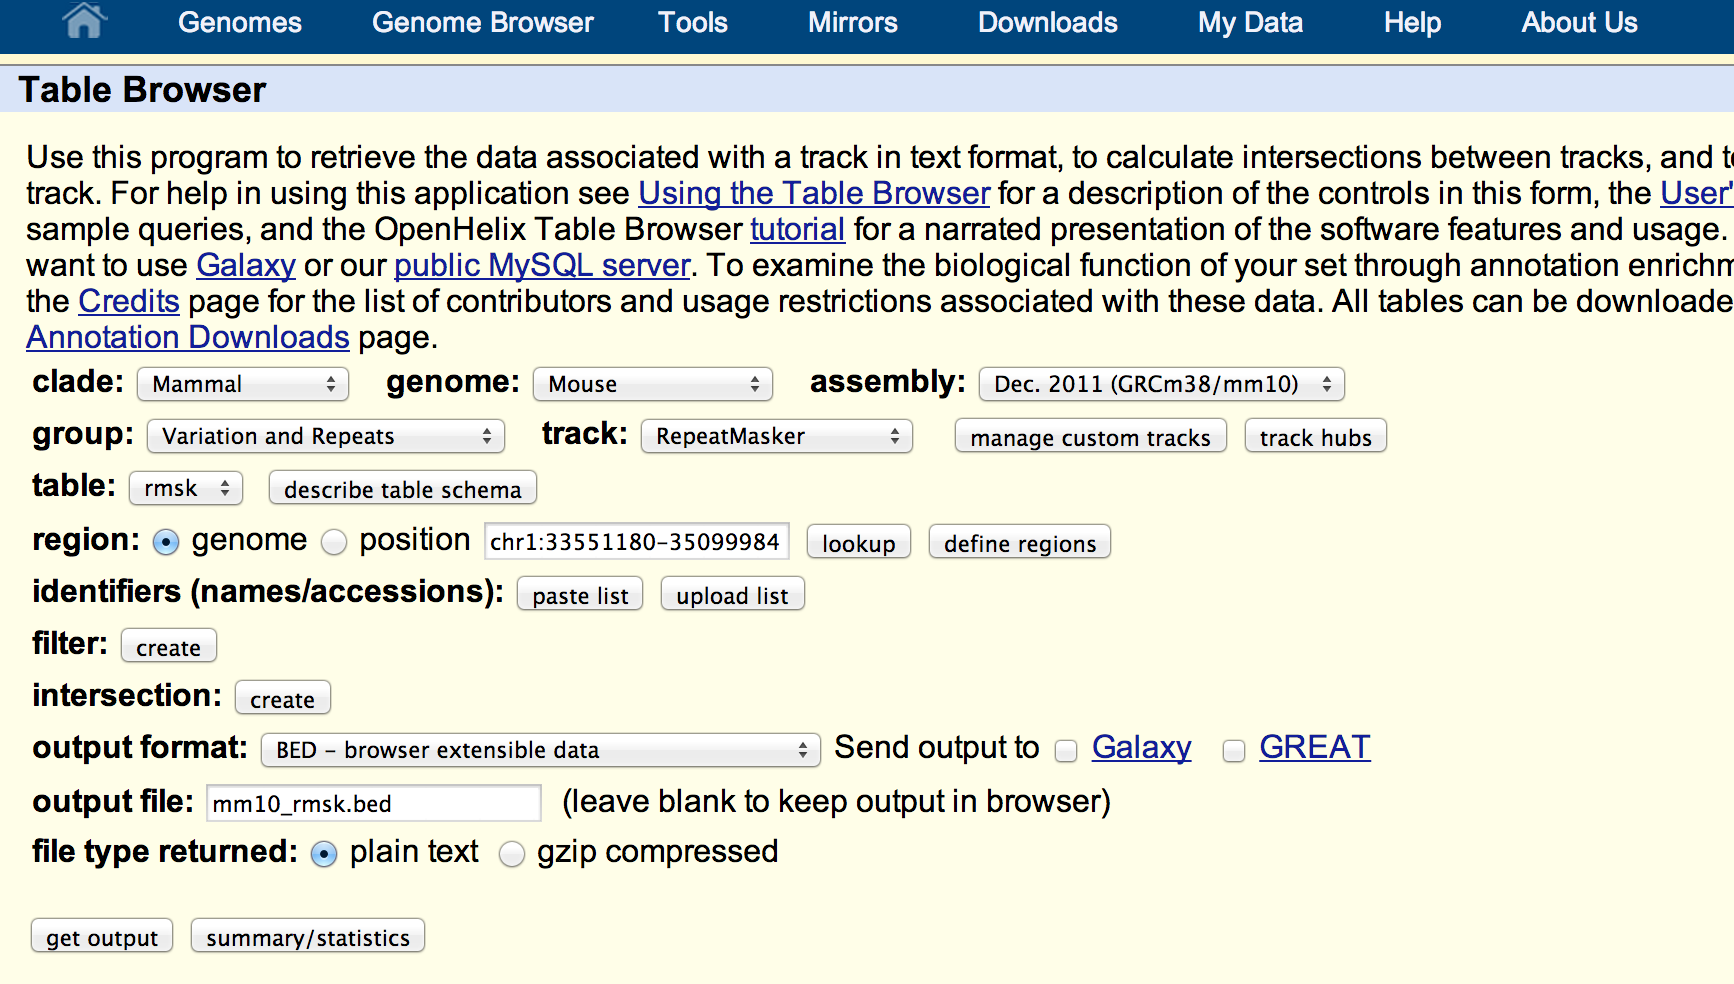 Genomes Genome Browser Tools Mirrors Downloads My Data Help About Us
Table Browser
Use this program to retrieve the data associated with a track in text format, to calculate intersections between tracks, and
track. For help in using this application see Using the Table Browser for a description of the controls in this form, the User'
sample queries, and the OpenHelix Table Browser tutorial for a narrated presentation of the software features and usage.
want to use Galaxy or our public MySQL server. To examine the biological function of your set through annotation
the Credits page for the list of contributors and usage restrictions associated with these data. All tables can be
Annotation Downloads page.
clade: Mammal genome: Mouse assembly: Dec. 2011 (GRCm38/mm10)
group: Variation and Repeats track: RepeatMasker manage custom tracks track hubs
table: rmsk describe table schema
region: genome position chr1:33551180-35099984 lookup define regions
identifiers (names/accessions): paste list upload list
filter: create
intersection: create
output format: BED - browser extensible data Send output to Galaxy GREAT
output file: mm10_rmsk.bed (leave blank to keep output in browser)
file type returned: plain text gzip compressed
get output summary/statistics